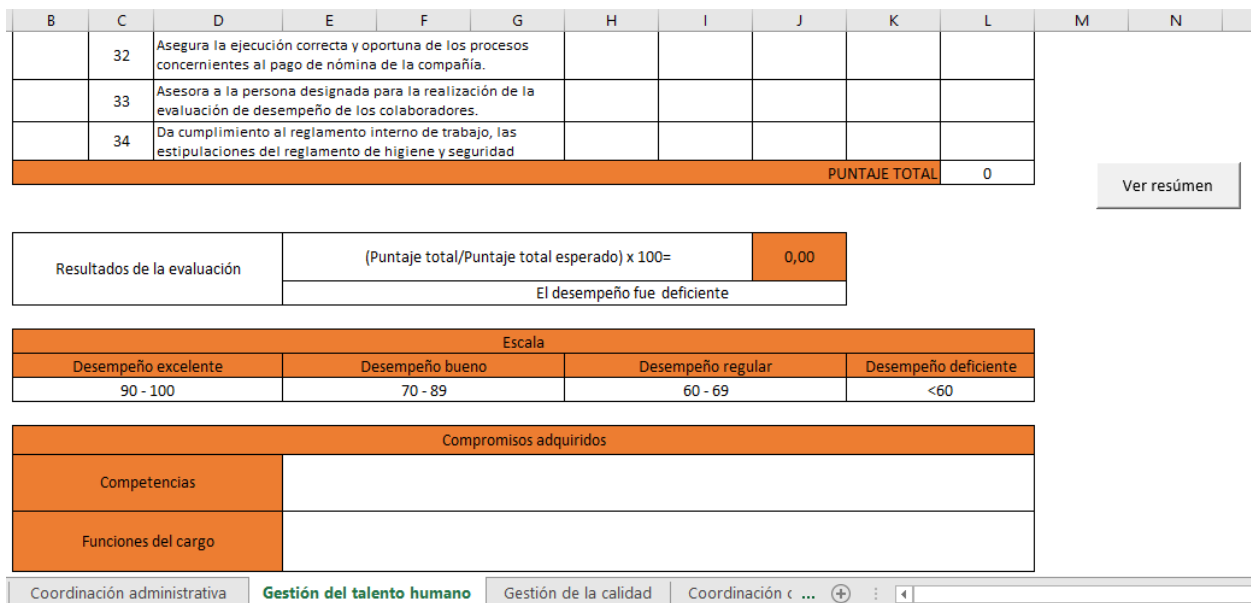 B C D E F G H I J K L M N
32 Asegura la ejecución correcta y oportuna de los procesos
concernientes al pago de nómina de la compañía.
33 Asesora a la persona designada para la realización de la
evaluación de desempeño de los colaboradores.
34 Da cumplimiento al reglamento interno de trabajo, las
estipulaciones del reglamento de higiene y seguridad
PUNTAJE TOTAL 0
Ver resúmen
Resultados de la evaluación
(Puntaje total/Puntaje total esperado) x 100= 0,00
El desempeño fue deficiente
Escala
Desempeño excelente Desempeño bueno Desempeño regular Desempeño deficiente
90 - 100 70 - 89 60 - 69 <60
Compromisos adquiridos
Competencias
Funciones del cargo
Coordinación administrativa Gestión del talento humano Gestión de la calidad Coordinación c ...